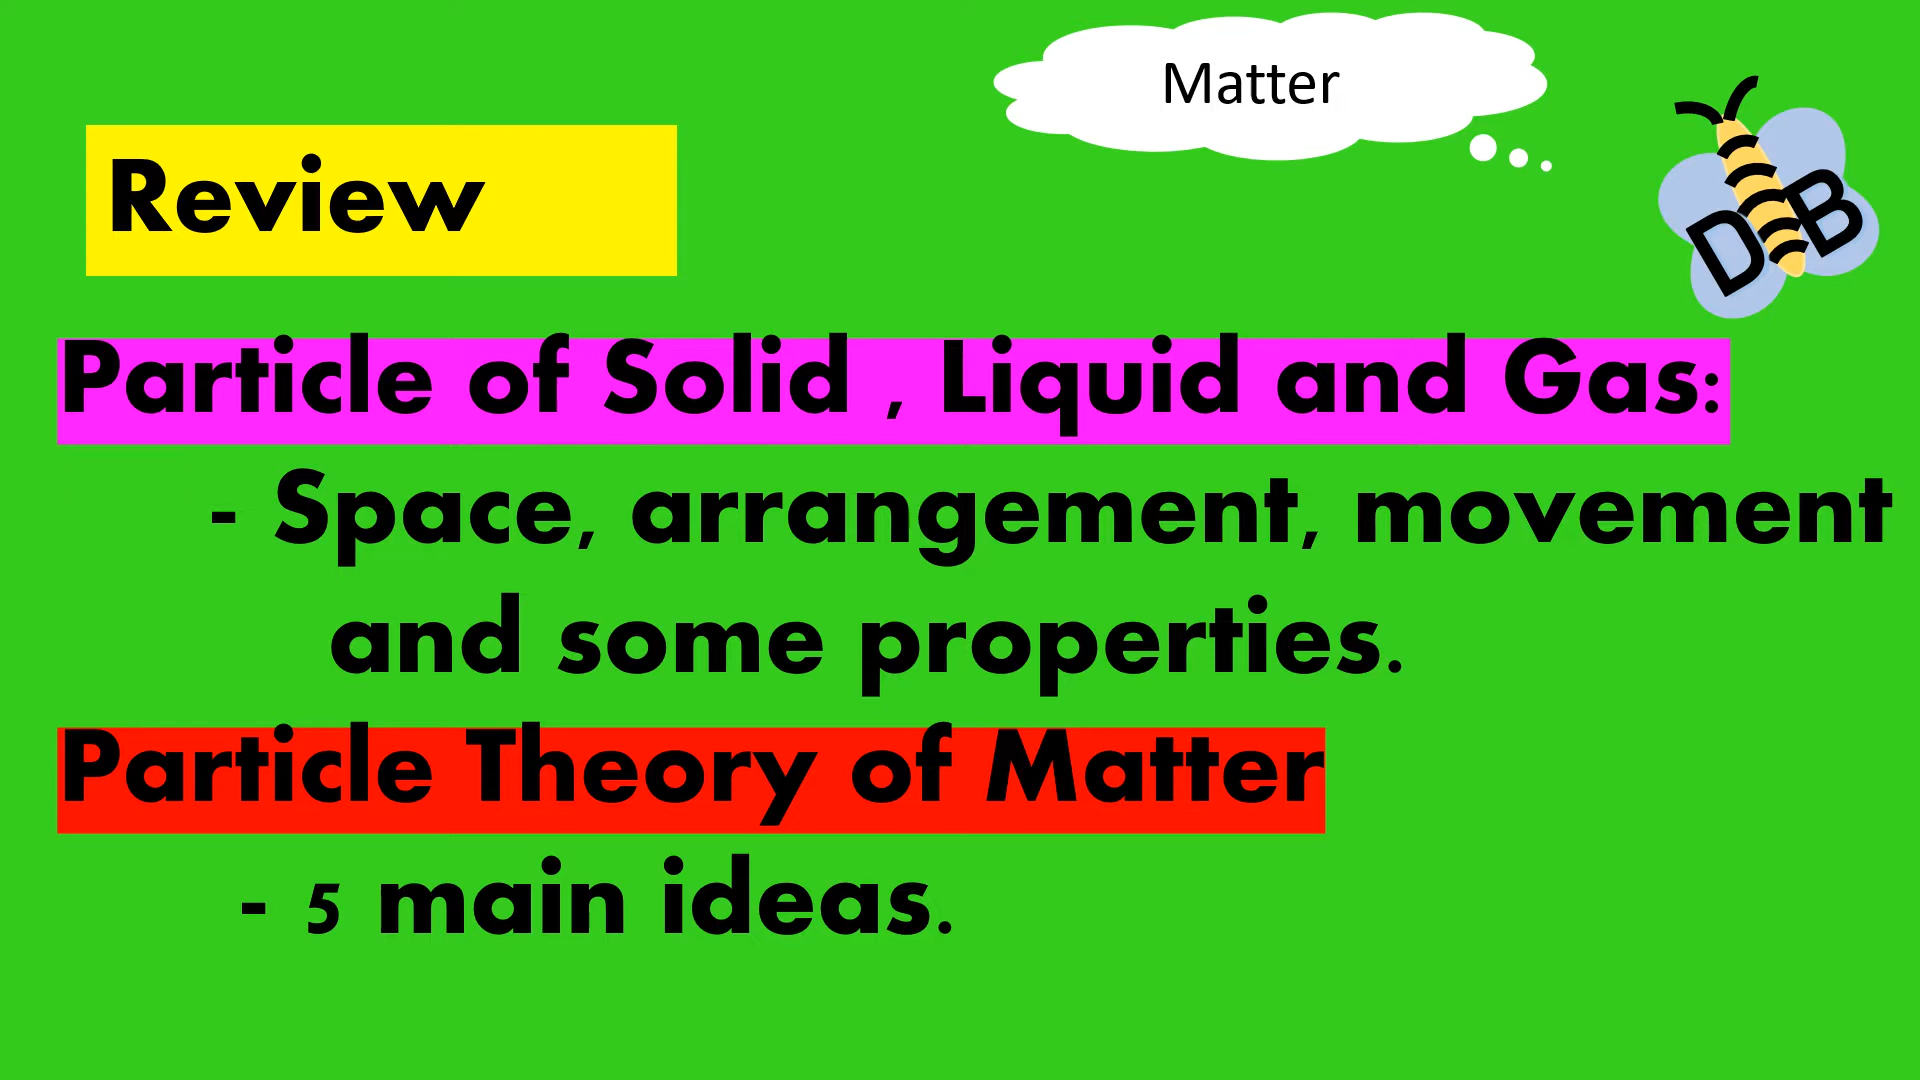 Matter
Review
D B
Particle of Solid , Liquid and Gas:
- Space, arrangement, movement
and some properties.
Particle Theory of Matter
- 5 main ideas.